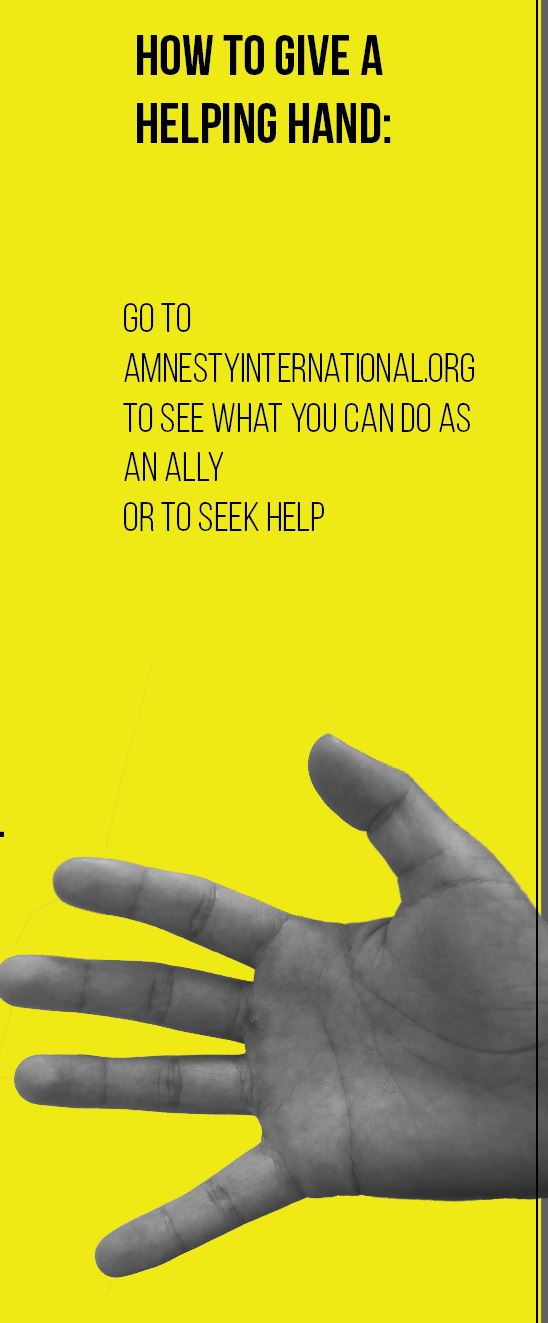 HOW TO GIVE A
HELPING HAND:
GO TO
AMNESTYINTERNATIONAL.ORG
TO SEE WHAT YOU CAN DO AS
AN ALLY
OR TO SEEK HELP